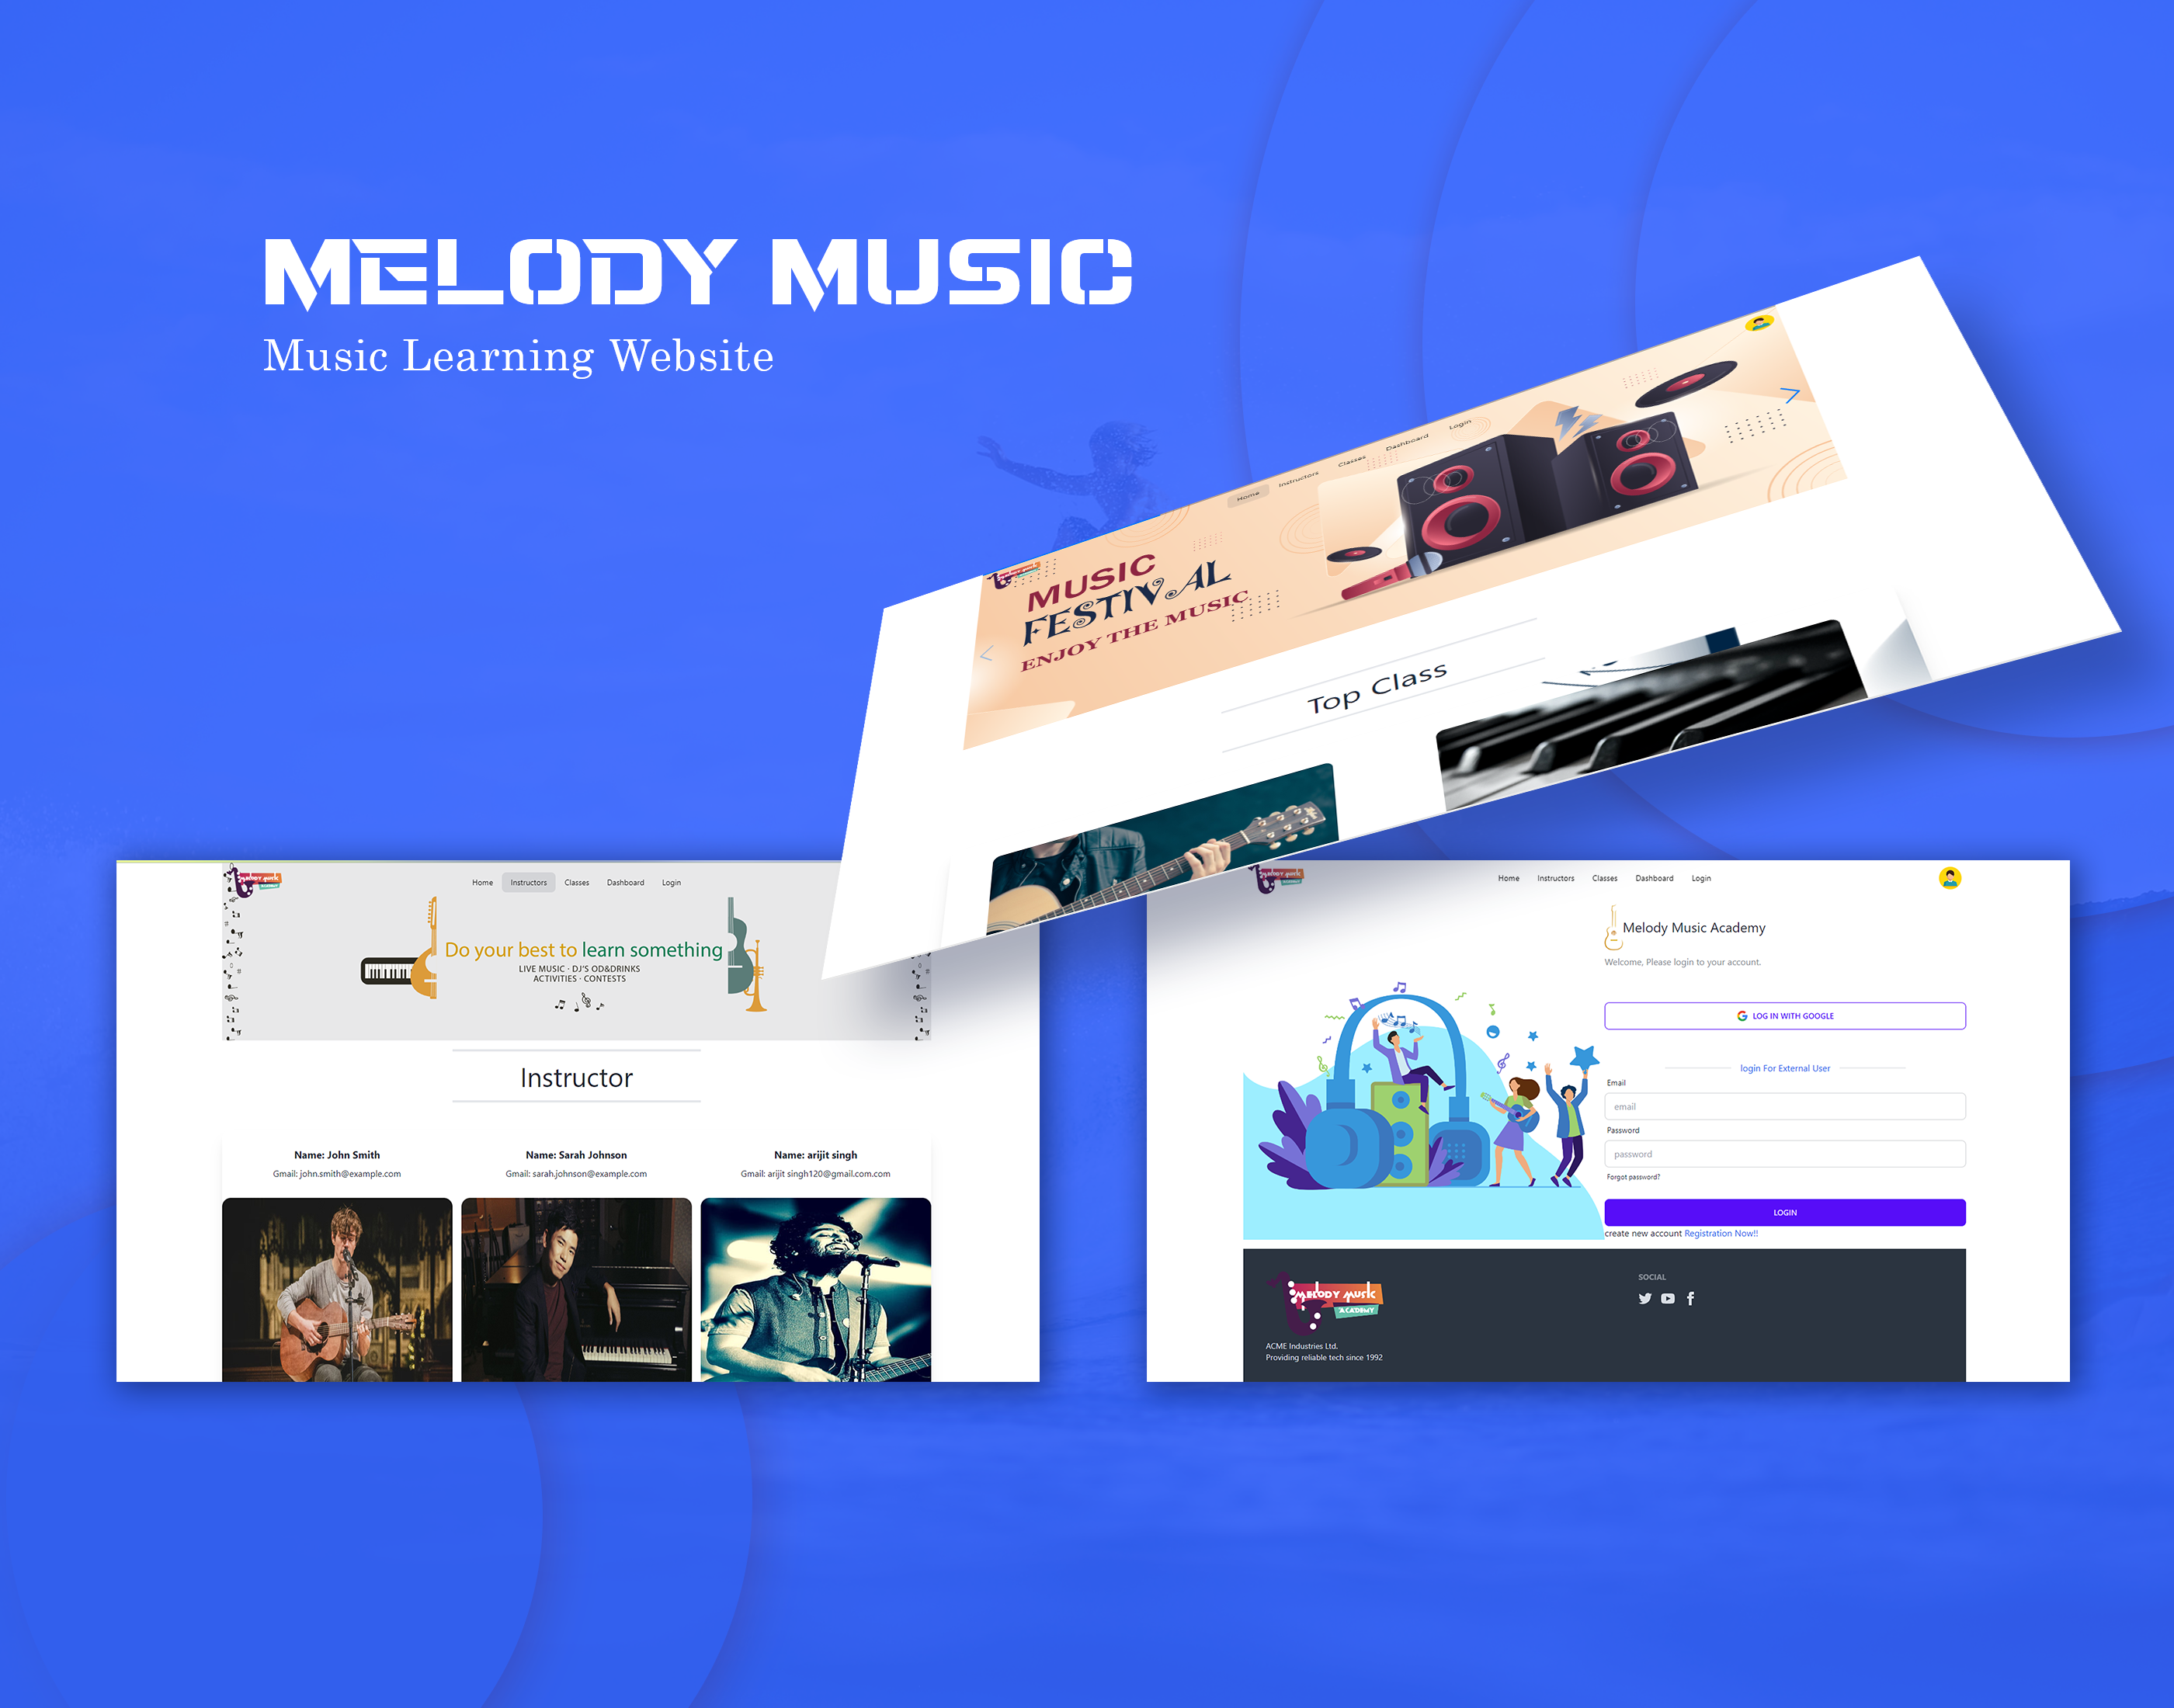 MELODY MUSIC
Music Learning Website
Home Instructors Classes Dashboard Login
MUSIC
FESTIVAL
ENJOY THE MUSIC
Top Class
MELODY MUSIC
Home Instructors Classes Dashboard Login
Do your best to learn something
LIVE MUSIC · DJ'S OD&DRINKS
ACTIVITIES · CONTESTS
Instructor
Name: John Smith
Gmail: john.smith@example.com
Name: Sarah Johnson
Gmail: sarah.johnson@example.com
Name: arijit singh
Gmail: arijit singh120@gmail.com.com
MELODY MUSIC
Home Instructors Classes Dashboard Login
Melody Music Academy
Welcome, Please login to your account.
LOG IN WITH GOOGLE
login For External User
Email
email
Password
password
Forgot password?
LOGIN
create new account Registration Now!!
MELODY MUSIC
ACADEMY
ACME Industries Ltd.
Providing reliable tech since 1992
SOCIAL